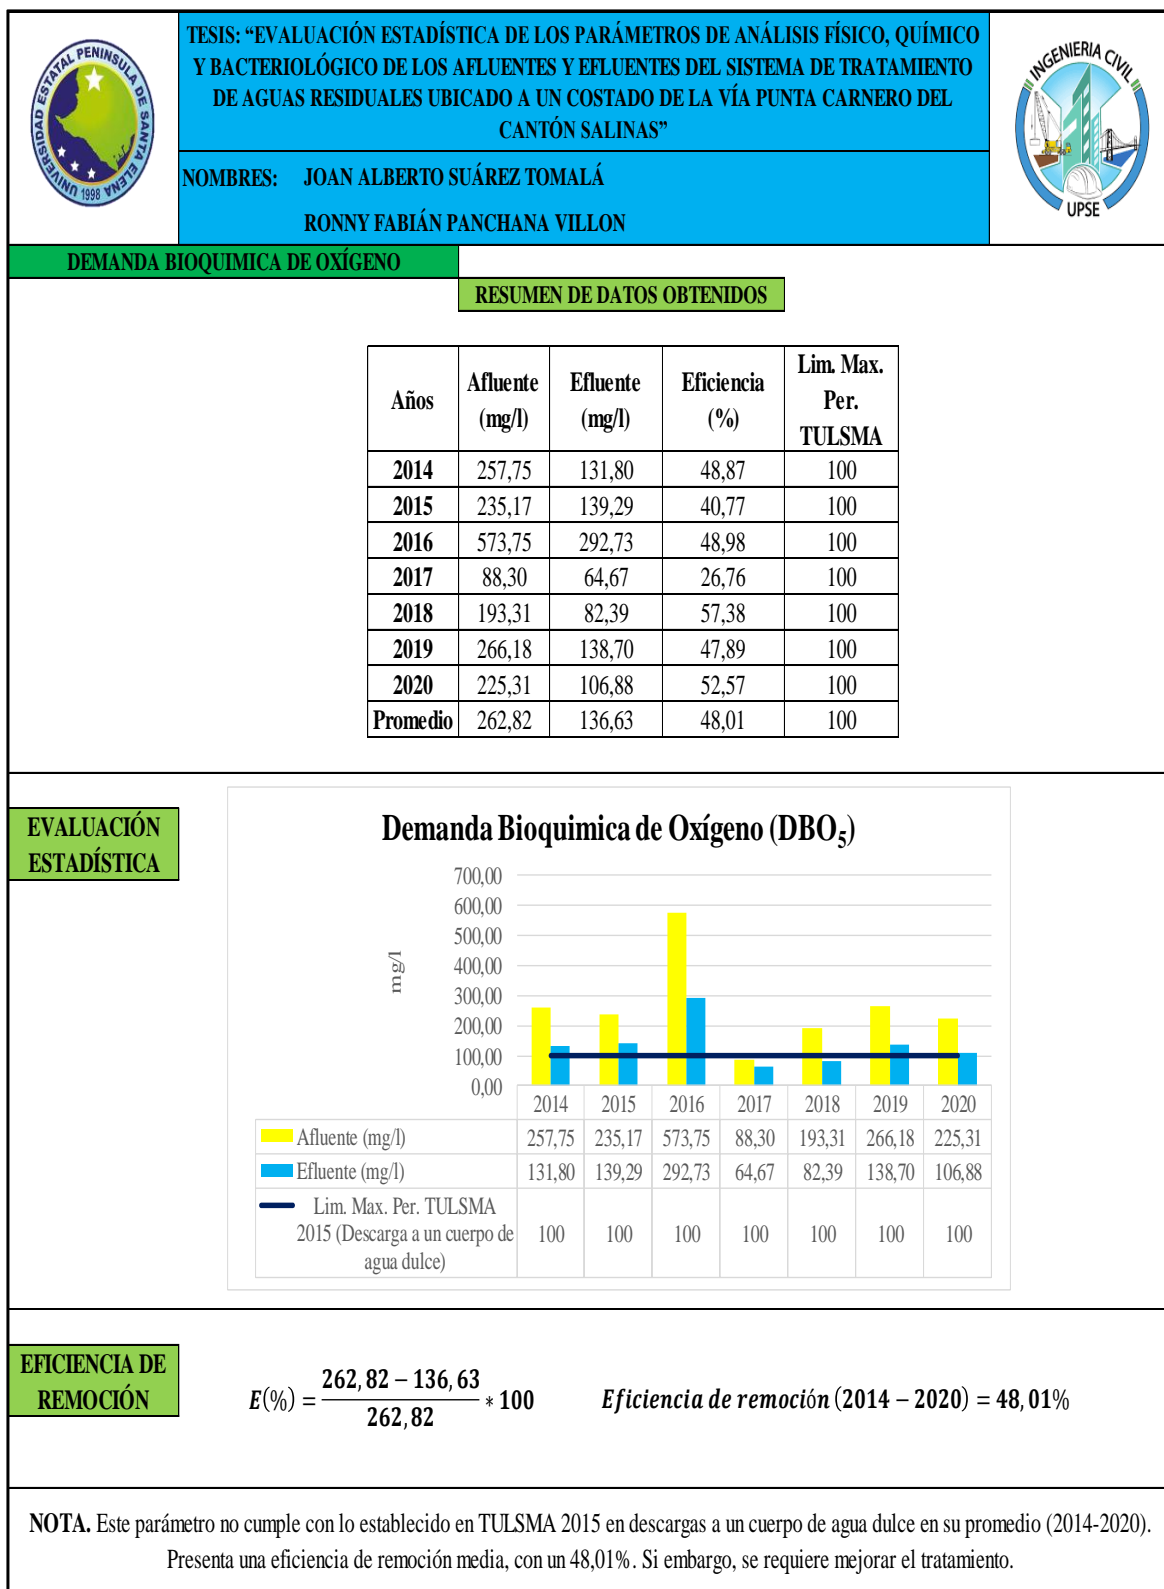 UNIVERSIDAD ESTATAL PENINSULA DE SANTA ELENA
1998
TESIS: “EVALUACIÓN ESTADÍSTICA DE LOS PARÁMETROS DE ANÁLISIS FÍSICO, QUÍMICO
Y BACTERIOLÓGICO DE LOS AFLUENTES Y EFLUENTES DEL SISTEMA DE TRATAMIENTO
DE AGUAS RESIDUALES UBICADO A UN COSTADO DE LA VÍA PUNTA CARNERO DEL
CANTÓN SALINAS”
INGENIERIA CIVIL
UPSE
NOMBRES: JOAN ALBERTO SUÁREZ TOMALÁ
RONNY FABIÁN PANCHANA VILLON
DEMANDA BIOQUIMICA DE OXÍGENO
RESUMEN DE DATOS OBTENIDOS
Años Afluente (mg/l) Efluente (mg/l) Eficiencia (%) Lim. Max. Per. TULSMA
2014 257,75 131,80 48,87 100
2015 235,17 139,29 40,77 100
2016 573,75 292,73 48,98 100
2017 88,30 64,67 26,76 100
2018 193,31 82,39 57,38 100
2019 266,18 138,70 47,89 100
2020 225,31 106,88 52,57 100
Promedio 262,82 136,63 48,01 100
EVALUACIÓN
ESTADÍSTICA
Demanda Bioquimica de Oxígeno (DBO₅)
mg/l
700,00
600,00
500,00
400,00
300,00
200,00
100,00
0,00
2014 2015 2016 2017 2018 2019 2020
Afluente (mg/l) 257,75 235,17 573,75 88,30 193,31 266,18 225,31
Efluente (mg/l) 131,80 139,29 292,73 64,67 82,39 138,70 106,88
Lim. Max. Per. TULSMA
2015 (Descarga a un cuerpo de
agua dulce)
100 100 100 100 100 100 100
EFICIENCIA DE
REMOCIÓN
E(%) = (262,82 − 136,63) / 262,82 * 100
Eficiencia de remoción (2014 − 2020) = 48,01%
NOTA. Este parámetro no cumple con lo establecido en TULSMA 2015 en descargas a un cuerpo de agua dulce en su promedio (2014-2020).
Presenta una eficiencia de remoción media, con un 48,01%. Si embargo, se requiere mejorar el tratamiento.